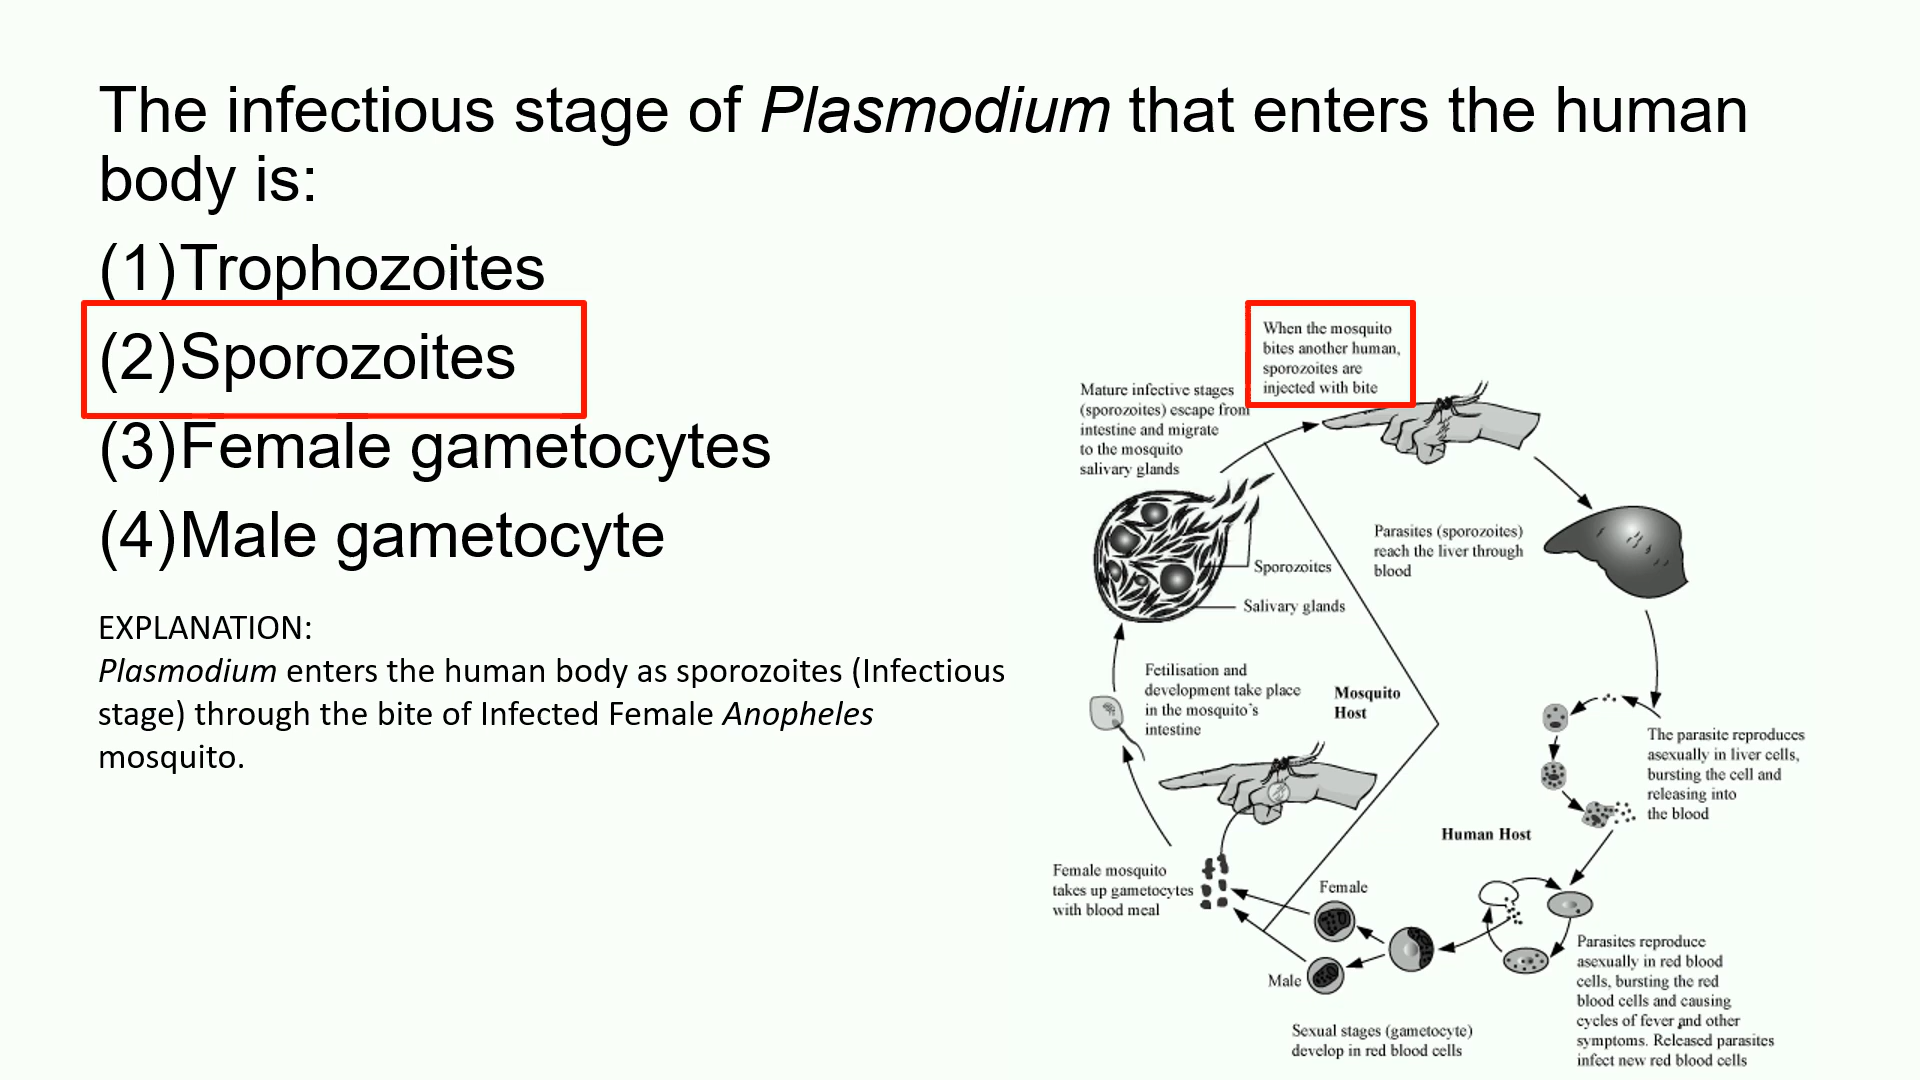 The infectious stage of Plasmodium that enters the human
body is:
(1)Trophozoites
(2)Sporozoites
(3)Female gametocytes
(4)Male gametocyte
EXPLANATION:
Plasmodium enters the human body as sporozoites (Infectious
stage) through the bite of Infected Female Anopheles
mosquito.
When the mosquito
bites another human,
sporozoites are
injected with bite
Mature infective stages
(sporozoites) escape from
intestine and migrate
to the mosquito
salivary glands
Parasites (sporozoites)
reach the liver through
blood
Sporozoites
Salivary glands
Fetilisation and
development take place
in the mosquito's
intestine
Mosquito
Host
The parasite reproduces
asexually in liver cells,
bursting the cell and
releasing into
the blood
Human Host
Female mosquito
takes up gametocytes
with blood meal
Female
Male
Parasites reproduce
asexually in red blood
cells, bursting the red
blood cells and causing
cycles of fever and other
symptoms. Released parasites
infect new red blood cells
Sexual stages (gametocyte)
develop in red blood cells